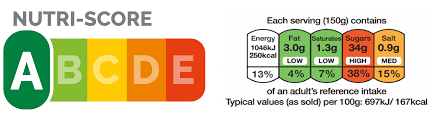 NUTRI-SCORE
A B C D E
Each serving (150g) contains
Energy Fat Saturates Sugars Salt
1046kJ 3.0g 1.3g 34g 0.9g
250kcal LOW LOW HIGH MED
13% 4% 7% 38% 15%
of an adult's reference intake
Typical values (as sold) per 100g: 697kJ/ 167kcal